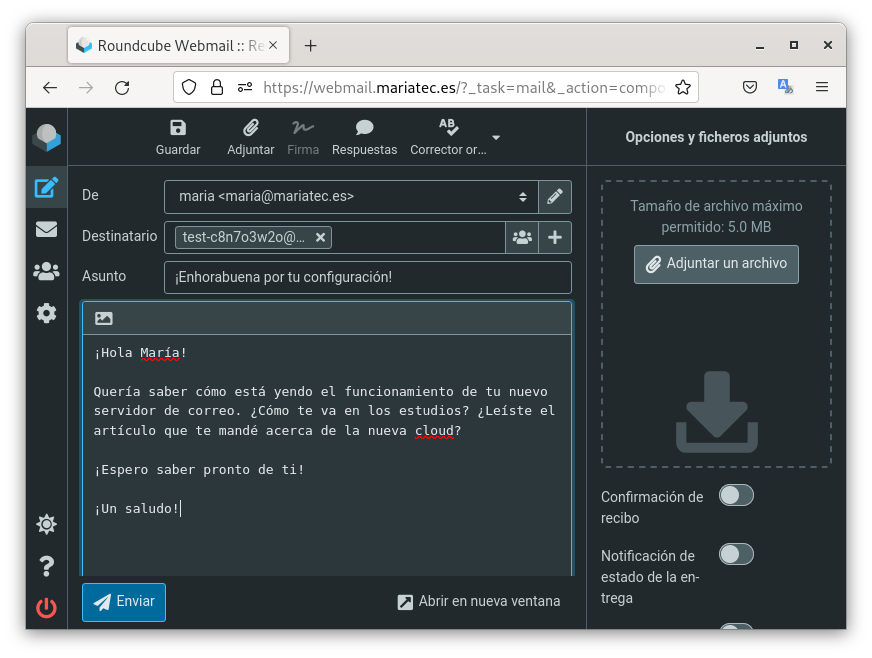 Roundcube Webmail :: Re
https://webmail.mariatec.es/?_task=mail&_action=compo
Guardar
Adjuntar
Firma
Respuestas
AB
Corrector or...
Opciones y ficheros adjuntos
De
maria <maria@mariatec.es>
Destinatario
test-c8n7o3w2o@...
Asunto
¡Enhorabuena por tu configuración!
¡Hola María!
Quería saber cómo está yendo el funcionamiento de tu nuevo
servidor de correo. ¿Cómo te va en los estudios? ¿Leíste el
artículo que te mandé acerca de la nueva cloud?
¡Espero saber pronto de ti!
¡Un saludo!
Enviar
Abrir en nueva ventana
Tamaño de archivo máximo
permitido: 5.0 MB
Adjuntar un archivo
Confirmación de
recibo
Notificación de
estado de la en-
trega